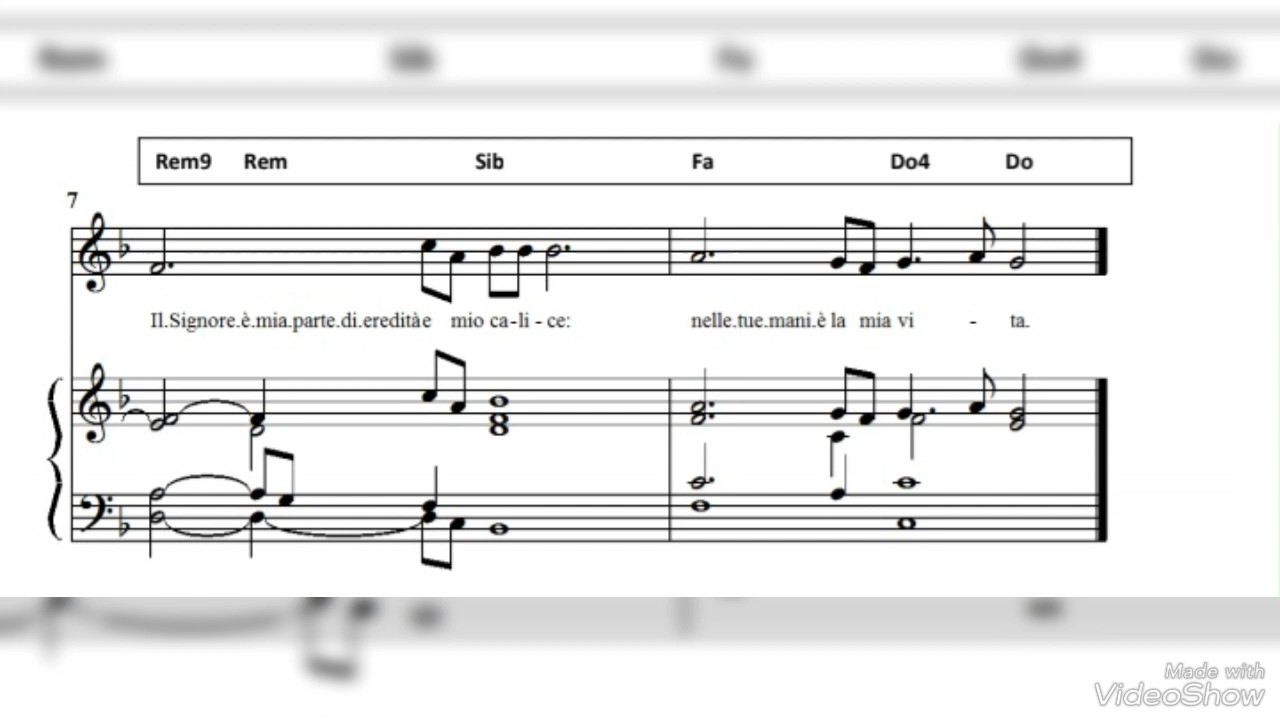 Rem9 Rem Sib Fa Do4 Do
7
Il.Signore.è.mia.parte.di.eredità e mio ca-li - ce: nelle.tue.mani.è la mia vi - ta.
Made with
VideoShow